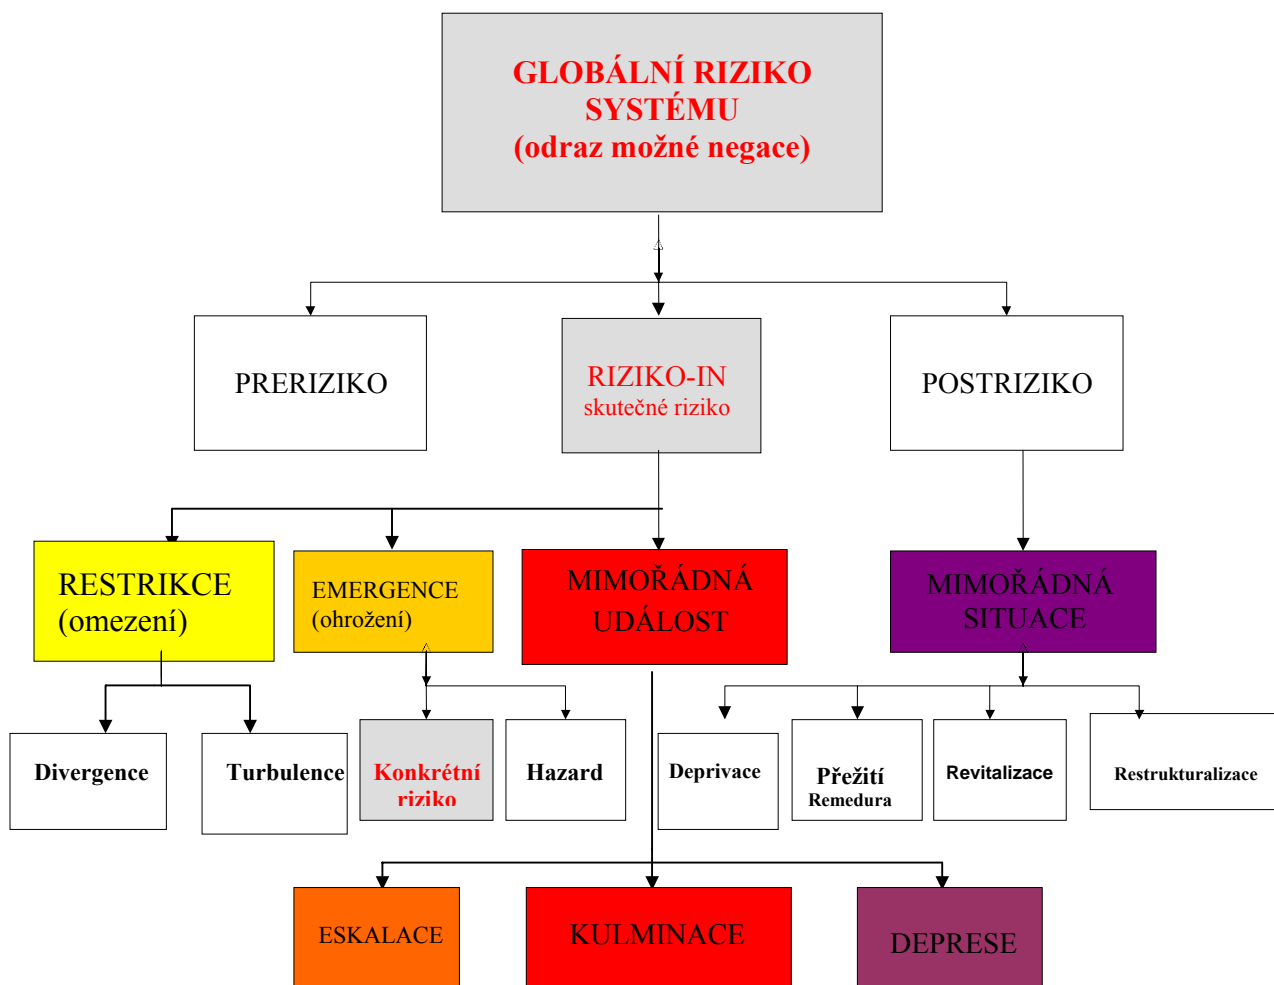 GLOBÁLNÍ RIZIKO
SYSTÉMU
(odraz možné negace)
PRERIZIKO
RIZIKO-IN
skutečné riziko
POSTRIZIKO
RESTRIKCE
(omezení)
EMERGENCE
(ohrožení)
MIMOŘÁDNÁ
UDÁLOST
MIMOŘÁDNÁ
SITUACE
Divergence
Turbulence
Konkrétní
riziko
Hazard
Deprivace
Přežití
Remedura
Revitalizace
Restrukturalizace
ESKALACE
KULMINACE
DEPRESE